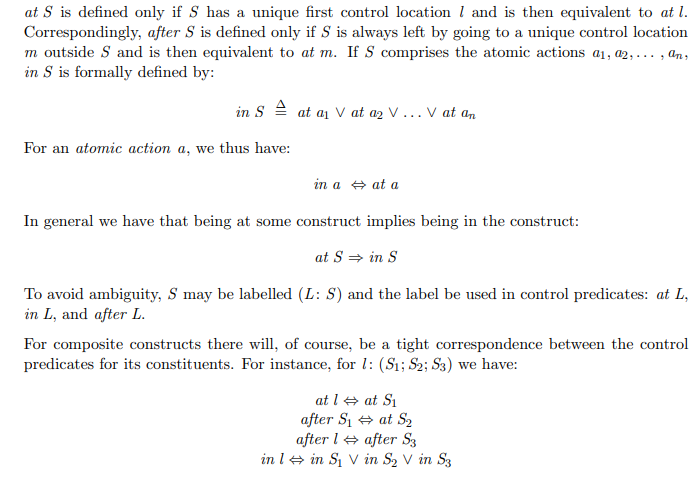 at S is defined only if S has a unique first control location l and is then equivalent to at l.
Correspondingly, after S is defined only if S is always left by going to a unique control location
m outside S and is then equivalent to at m. If S comprises the atomic actions a₁, a₂, . . . , aₙ,
in S is formally defined by:
in S ≜ at a₁ ∨ at a₂ ∨ . . . ∨ at aₙ
For an atomic action a, we thus have:
in a ⇔ at a
In general we have that being at some construct implies being in the construct:
at S ⇒ in S
To avoid ambiguity, S may be labelled (L: S) and the label be used in control predicates: at L,
in L, and after L.
For composite constructs there will, of course, be a tight correspondence between the control
predicates for its constituents. For instance, for l: (S₁; S₂; S₃) we have:
at l ⇔ at S₁
after S₁ ⇔ at S₂
after l ⇔ after S₃
in l ⇔ in S₁ ∨ in S₂ ∨ in S₃